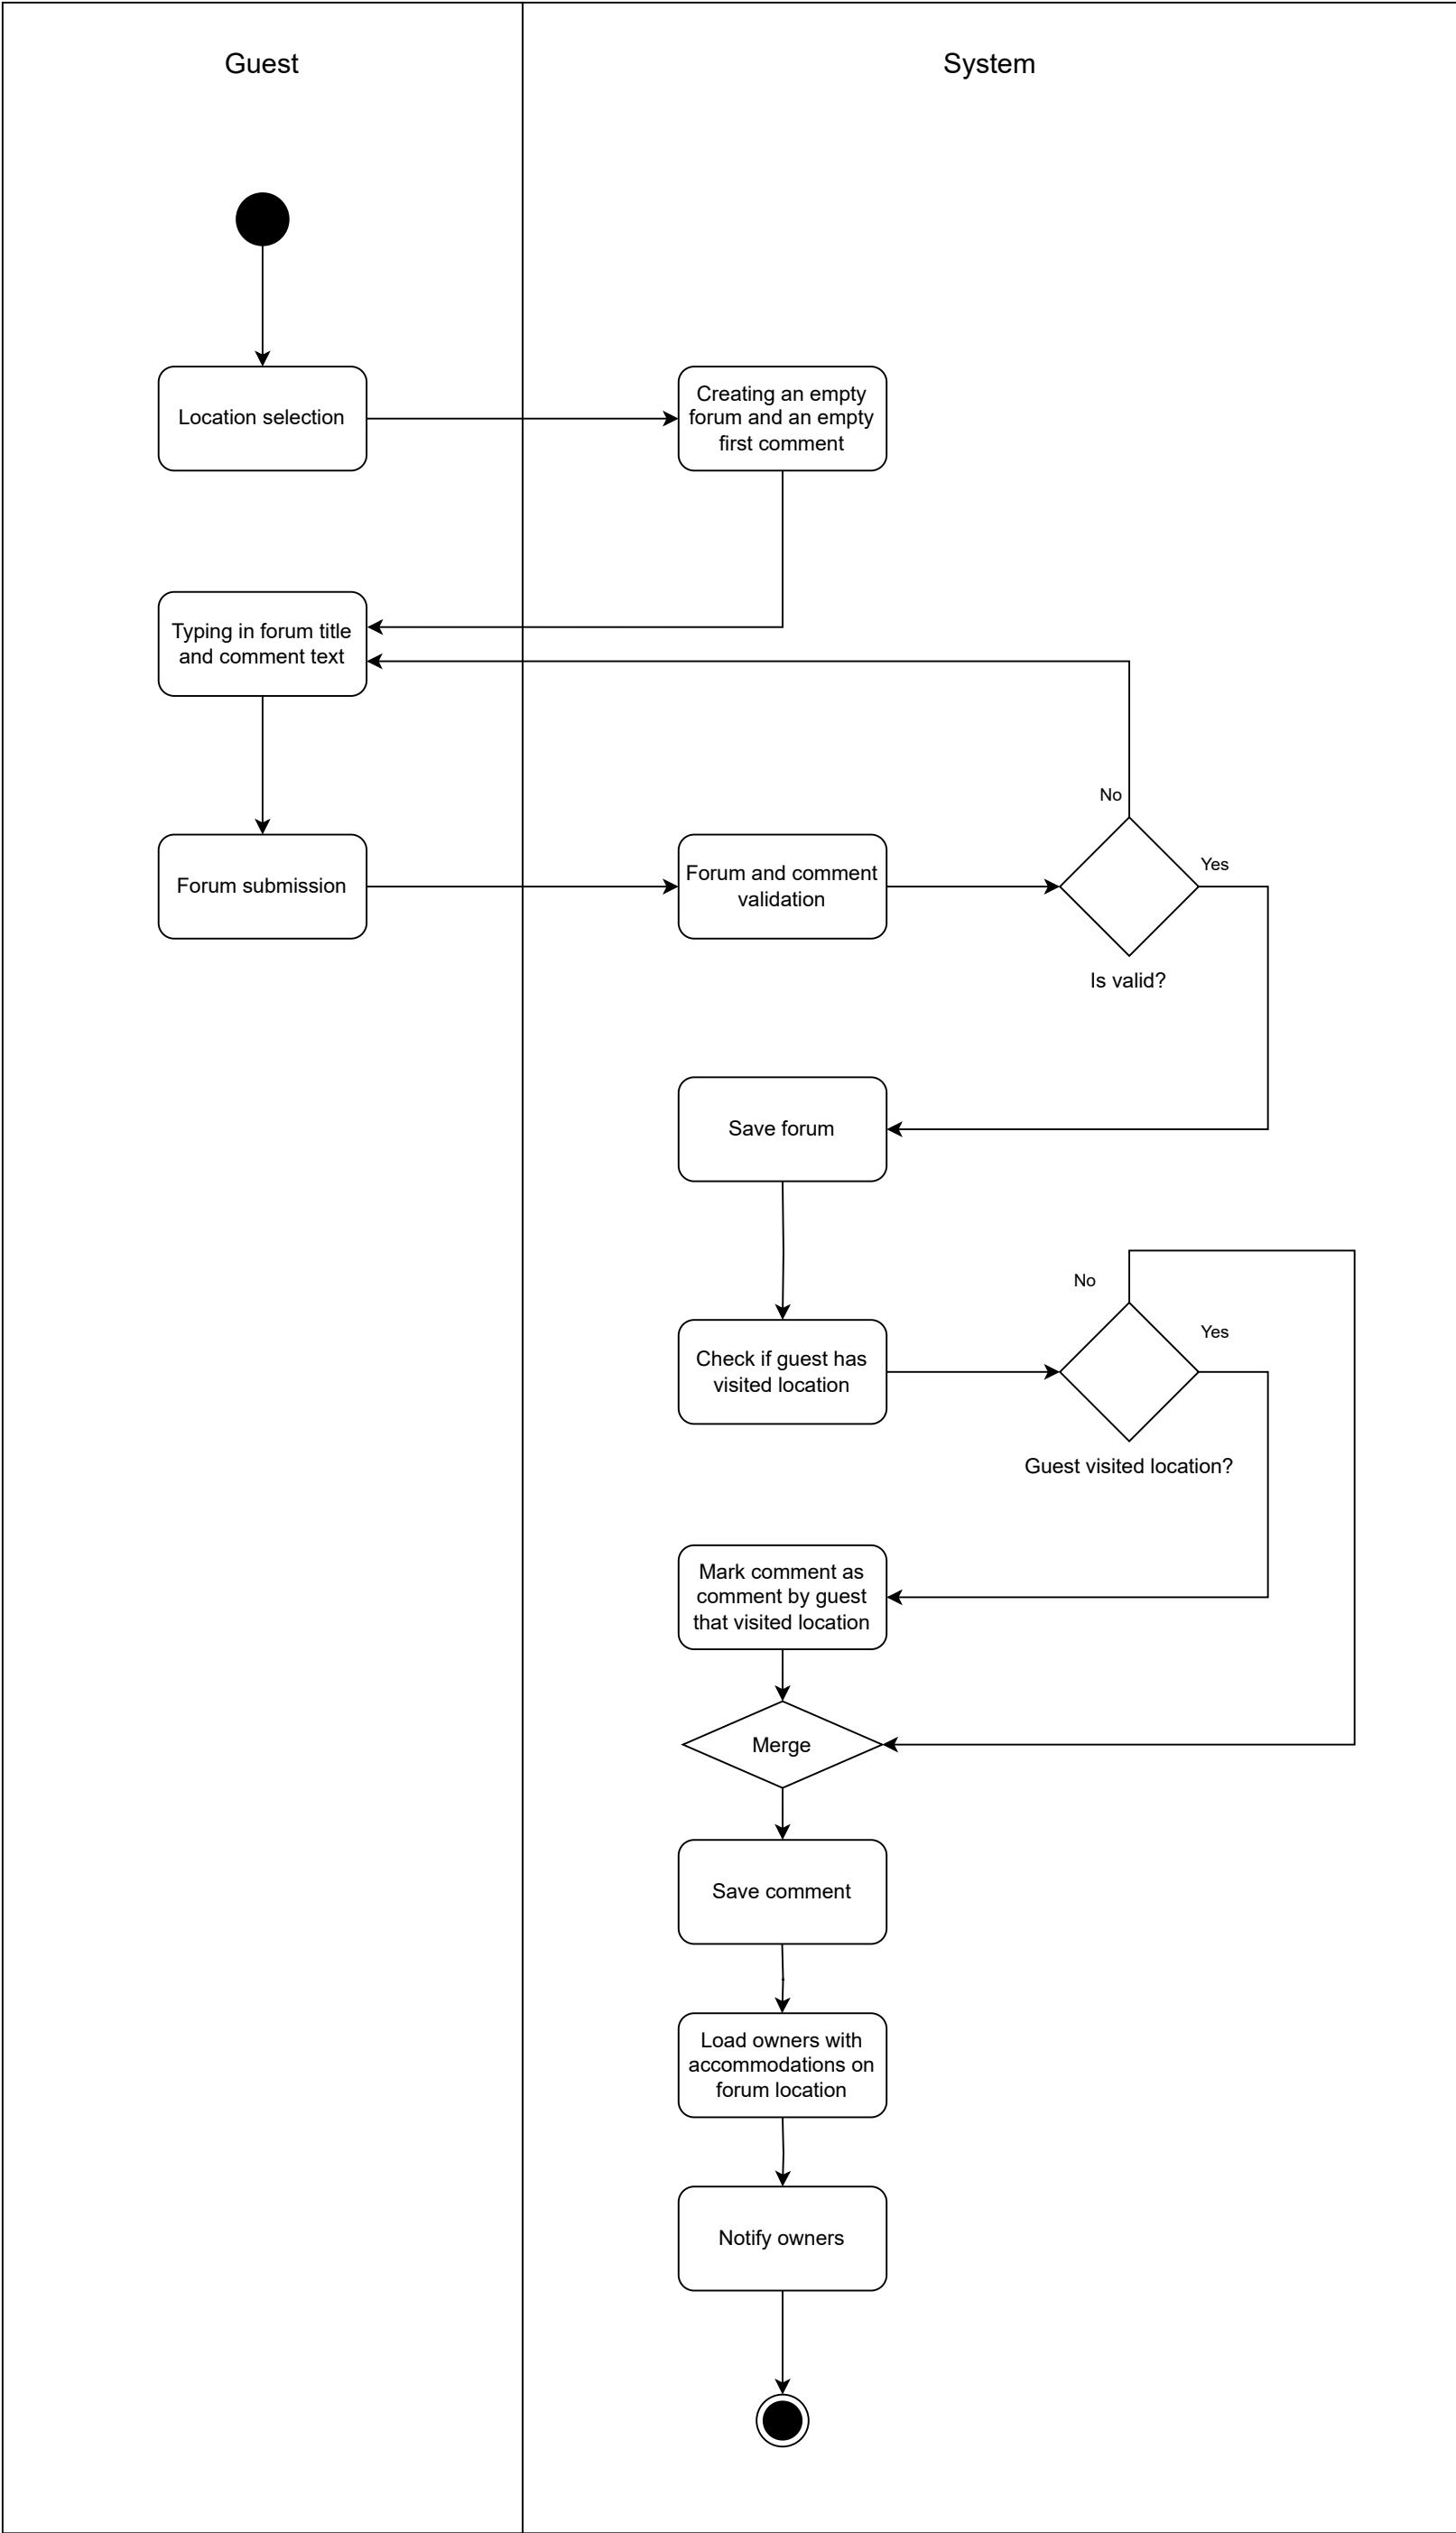 Guest
System
Location selection
Creating an empty
forum and an empty
first comment
Typing in forum title
and comment text
No
Yes
Forum submission
Forum and comment
validation
Is valid?
Save forum
No
Yes
Check if guest has
visited location
Guest visited location?
Mark comment as
comment by guest
that visited location
Merge
Save comment
Load owners with
accommodations on
forum location
Notify owners